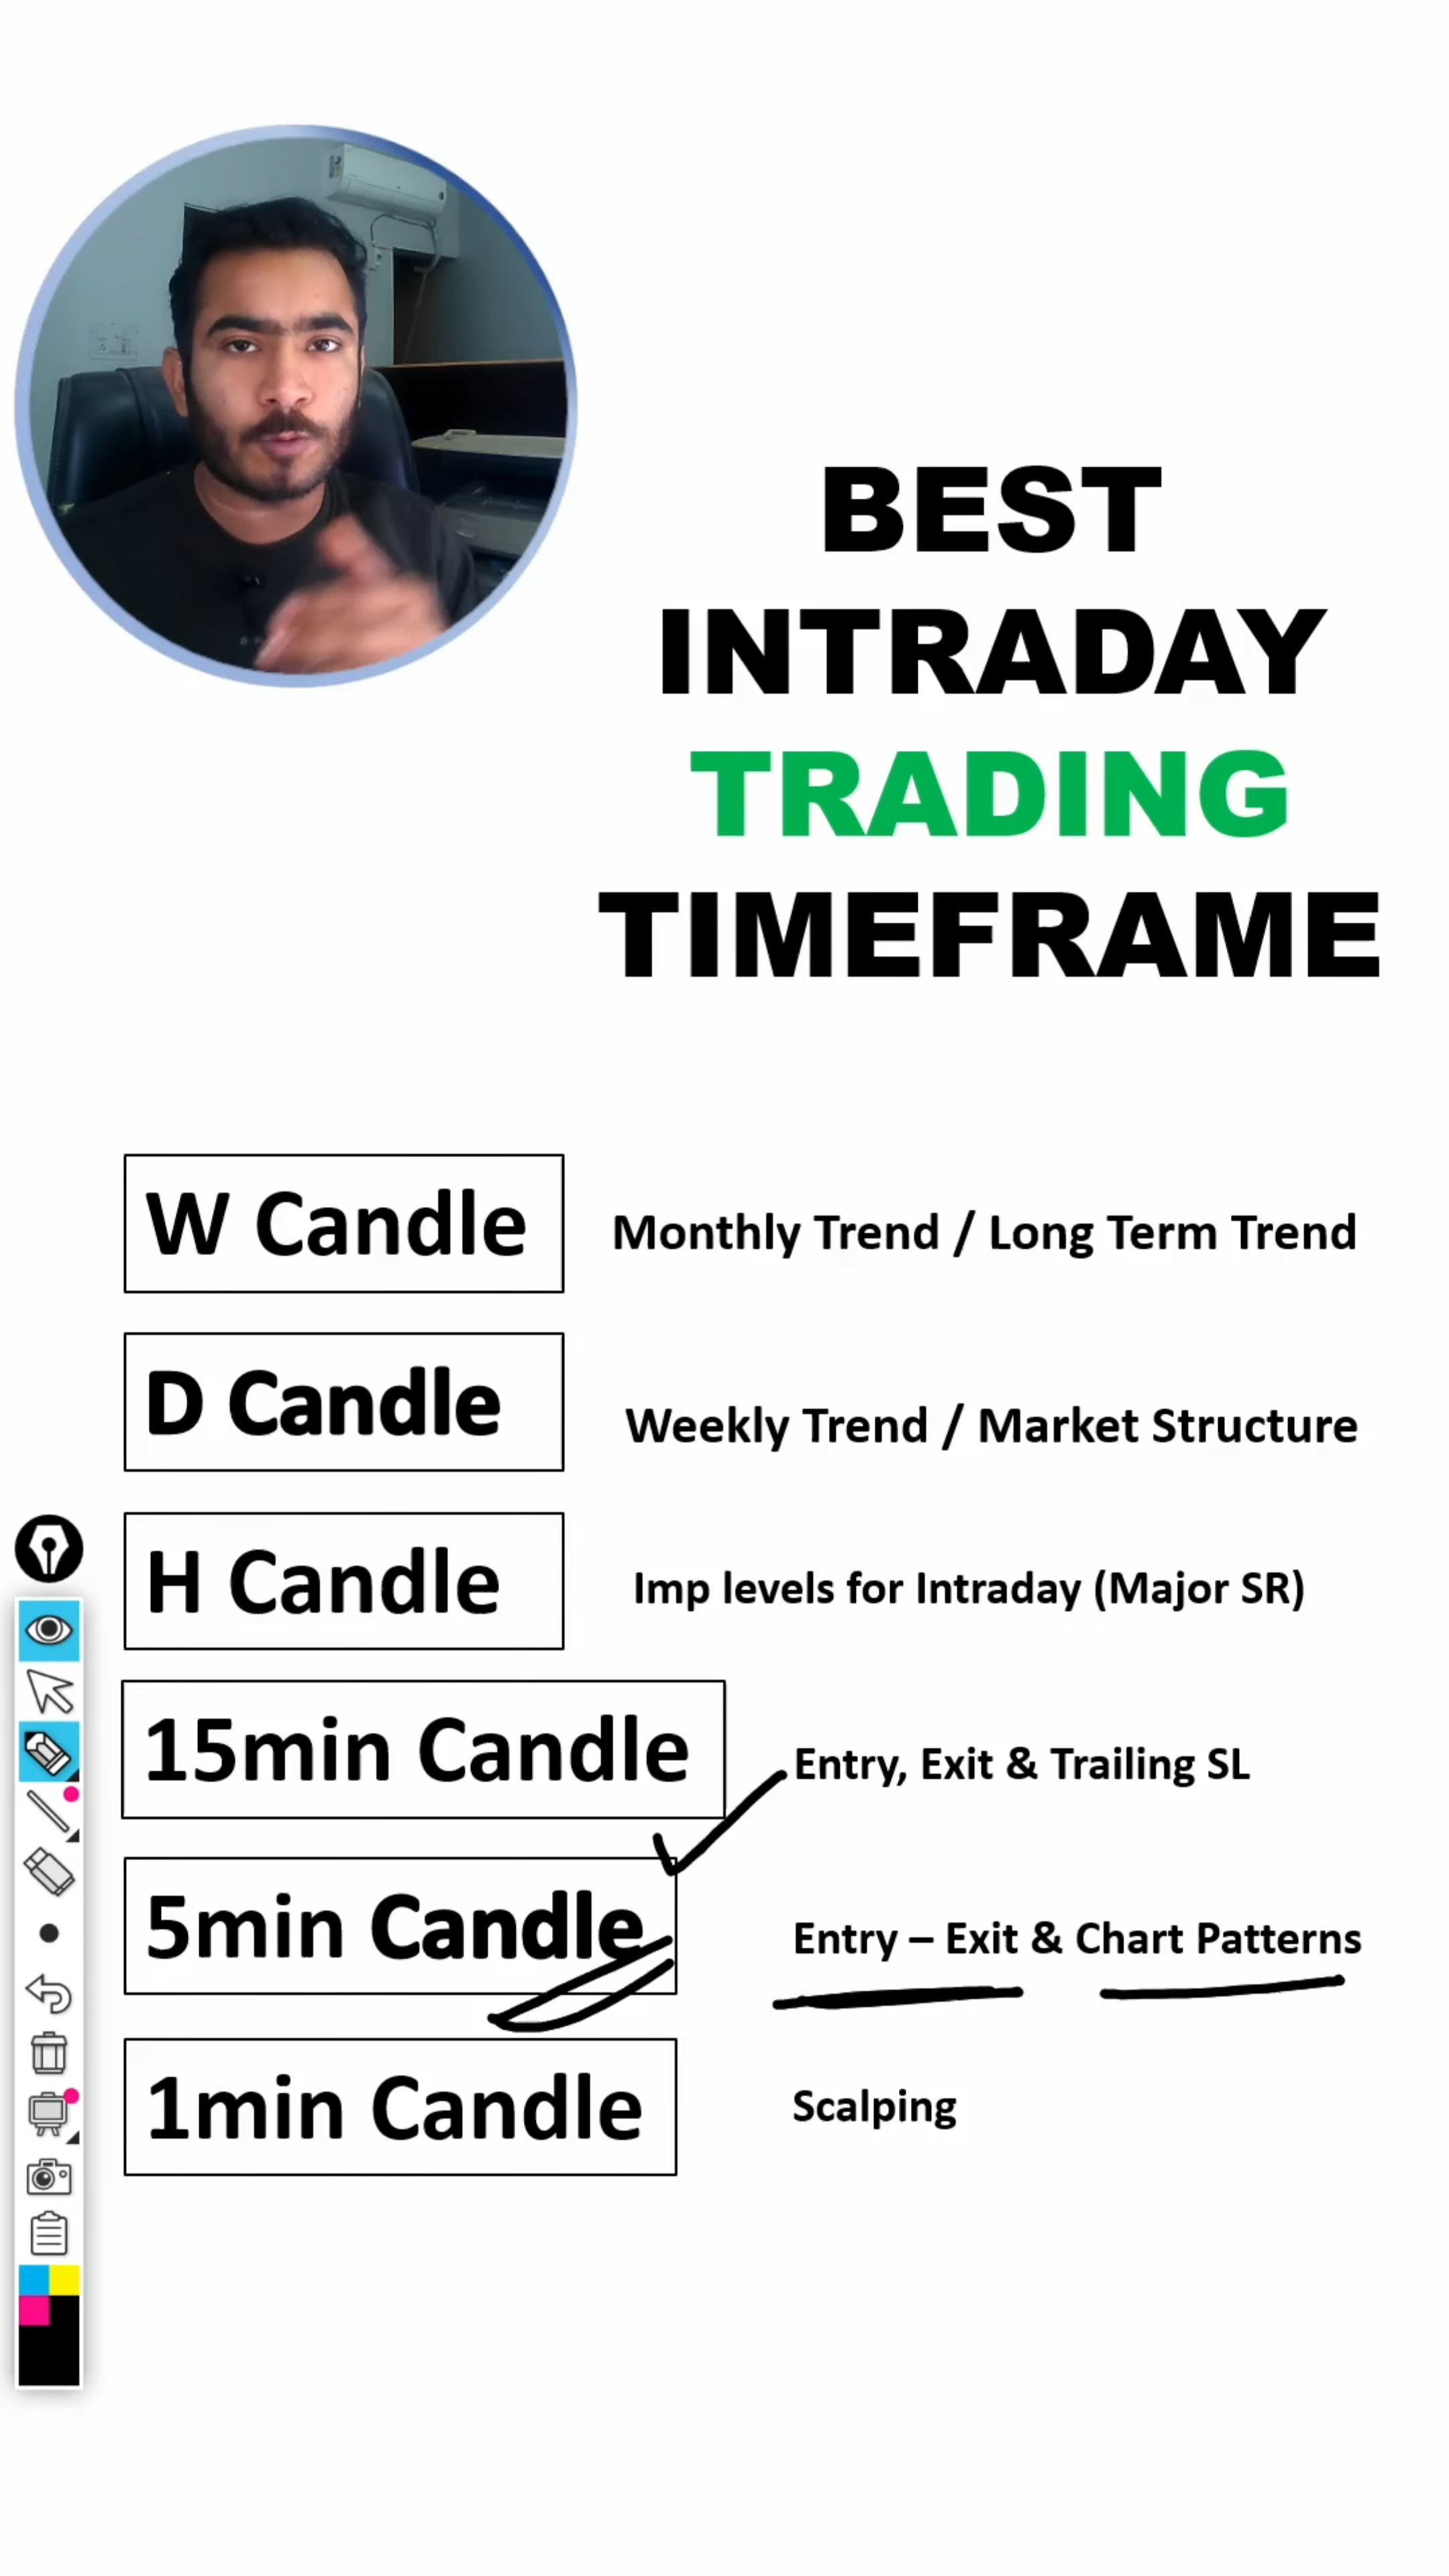 BEST
INTRADAY
TRADING
TIMEFRAME
W Candle
Monthly Trend / Long Term Trend
D Candle
Weekly Trend / Market Structure
H Candle
Imp levels for Intraday (Major SR)
15min Candle
Entry, Exit & Trailing SL
5min Candle
Entry – Exit & Chart Patterns
1min Candle
Scalping